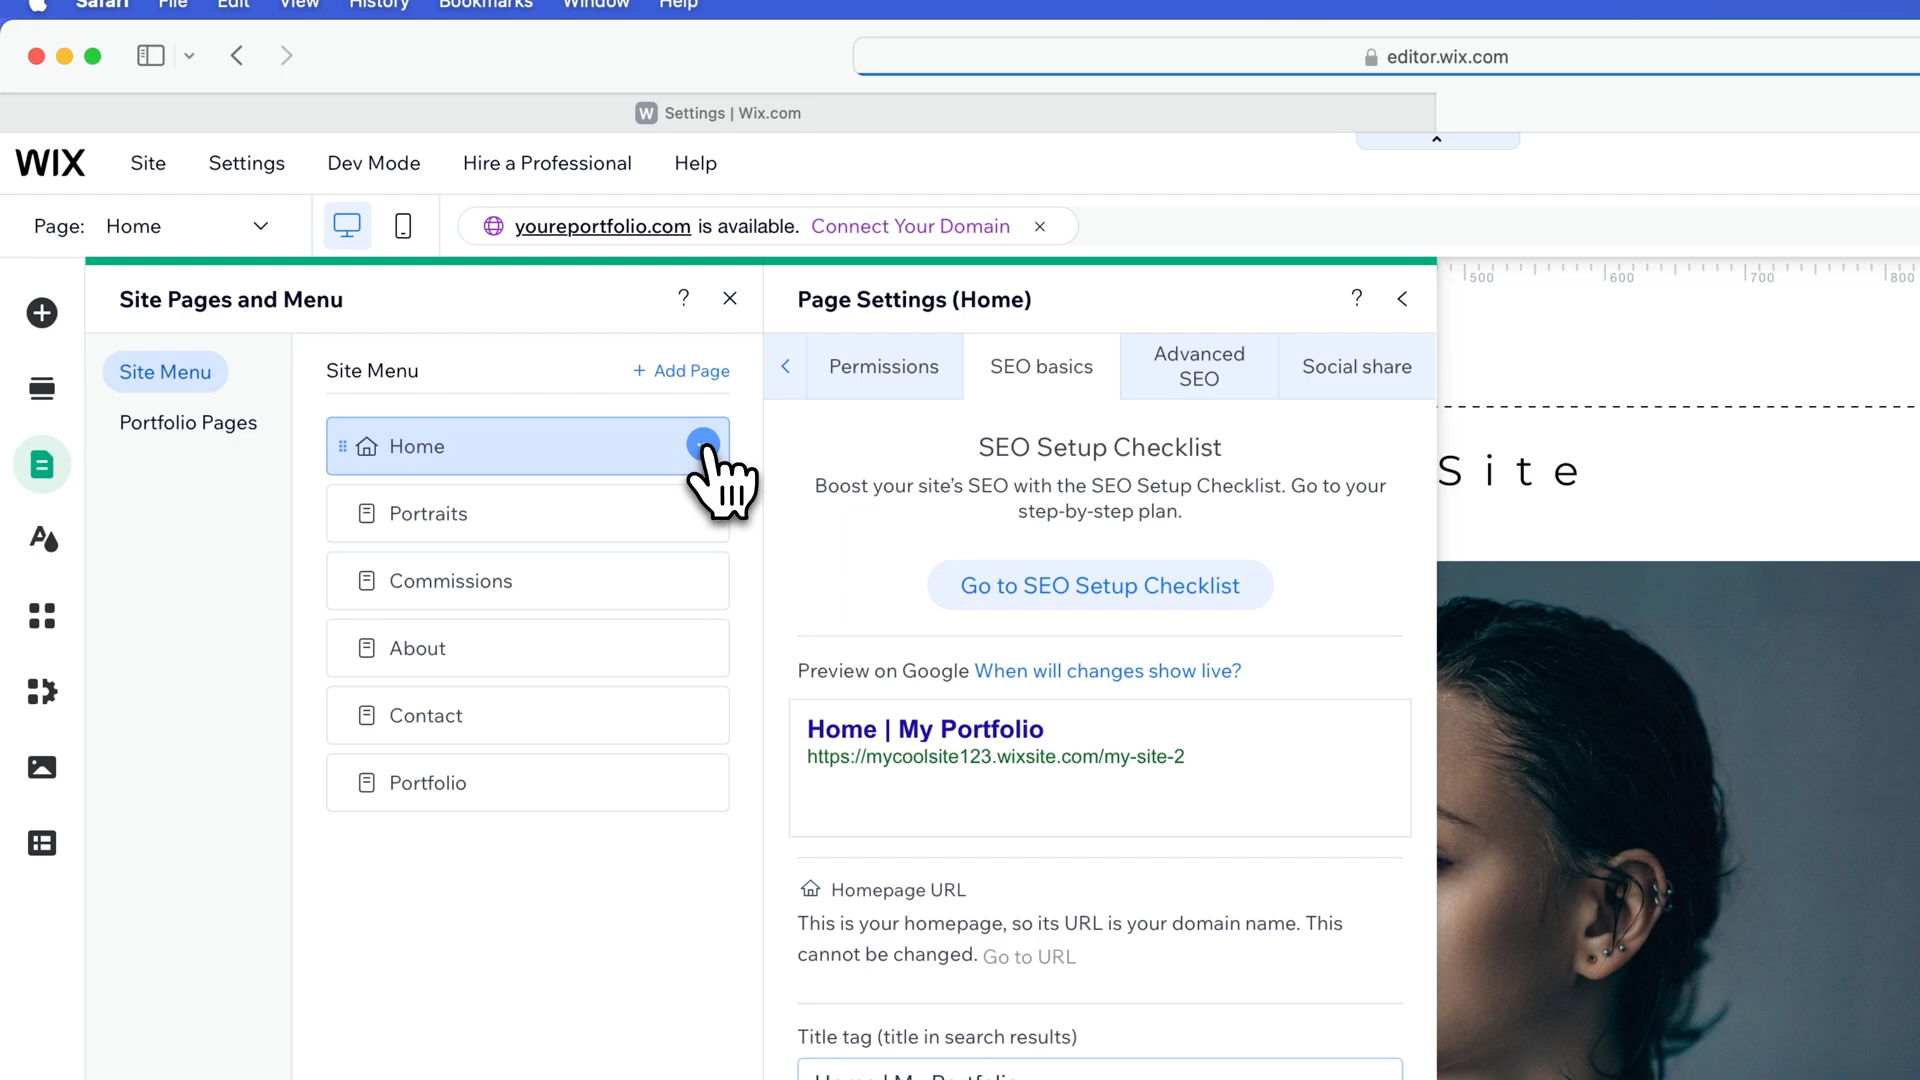 Safari File Edit View History Bookmarks Window Help
editor.wix.com
W Settings | Wix.com
WIX Site Settings Dev Mode Hire a Professional Help
Page: Home
youreportfolio.com is available. Connect Your Domain
500 600 700 800
Site Pages and Menu ?
Page Settings (Home) ?
Site Menu
Portfolio Pages
Site Menu + Add Page
Home
Portraits
Commissions
About
Contact
Portfolio
Permissions
SEO basics
Advanced
SEO
Social share
SEO Setup Checklist
Boost your site's SEO with the SEO Setup Checklist. Go to your
step-by-step plan.
Go to SEO Setup Checklist
Preview on Google When will changes show live?
Home | My Portfolio
https://mycoolsite123.wixsite.com/my-site-2
Homepage URL
This is your homepage, so its URL is your domain name. This
cannot be changed. Go to URL
Title tag (title in search results)
Home | My Portfolio
Site